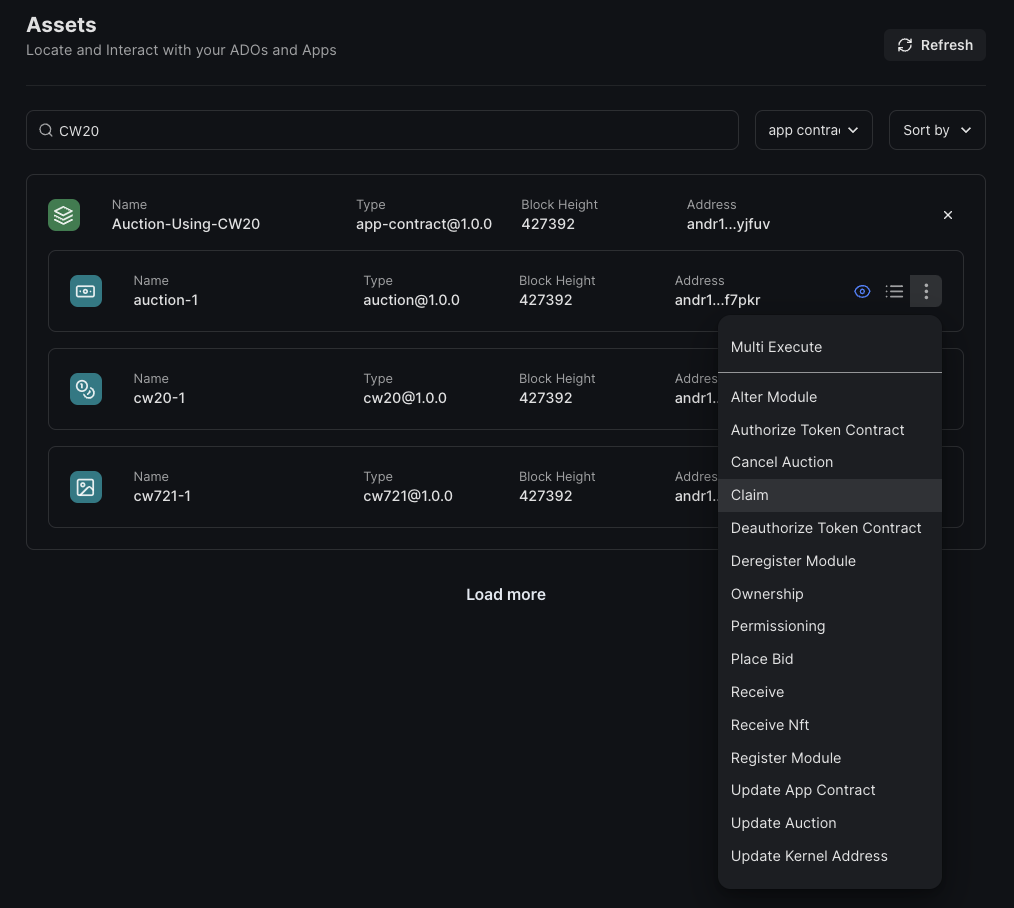 Assets
Locate and Interact with your ADOs and Apps
Refresh
CW20
app contra
Sort by
Name Type Block Height Address
Auction-Using-CW20 app-contract@1.0.0 427392 andr1...yjfuv
Name Type Block Height Address
auction-1 auction@1.0.0 427392 andr1...f7pkr
Name Type Block Height Addres
cw20-1 cw20@1.0.0 427392 andr1..
Name Type Block Height Addres
cw721-1 cw721@1.0.0 427392 andr1..
Load more
Multi Execute
Alter Module
Authorize Token Contract
Cancel Auction
Claim
Deauthorize Token Contract
Deregister Module
Ownership
Permissioning
Place Bid
Receive
Receive Nft
Register Module
Update App Contract
Update Auction
Update Kernel Address